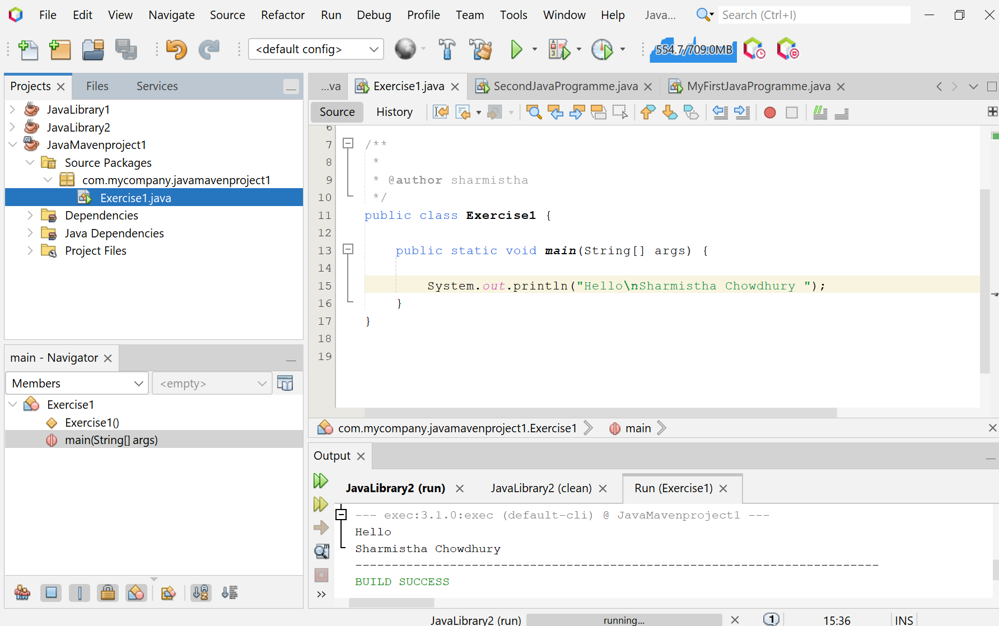 File Edit View Navigate Source Refactor Run Debug Profile Team Tools Window Help Java... Search (Ctrl+I)
<default config> 554.7/709.0MB
Projects Files Services
JavaLibrary1
JavaLibrary2
JavaMavenproject1
Source Packages
com.mycompany.javamavenproject1
Exercise1.java
Dependencies
Java Dependencies
Project Files
main - Navigator
Members <empty>
Exercise1
Exercise1()
main(String[] args)
...va Exercise1.java SecondJavaProgramme.java MyFirstJavaProgramme.java
Source History
6
7 /**
8 *
9 * @author sharmistha
10 */
11 public class Exercise1 {
12
13 public static void main(String[] args) {
14
15 System.out.println("Hello\nSharmistha Chowdhury ");
16 }
17 }
18
19
com.mycompany.javamavenproject1.Exercise1 main
Output
JavaLibrary2 (run) JavaLibrary2 (clean) Run (Exercise1)
--- exec:3.1.0:exec (default-cli) @ JavaMavenproject1 ---
Hello
Sharmistha Chowdhury
------------------------------------------------------------------------
BUILD SUCCESS
JavaLibrary2 (run) running... 1 15:36 INS